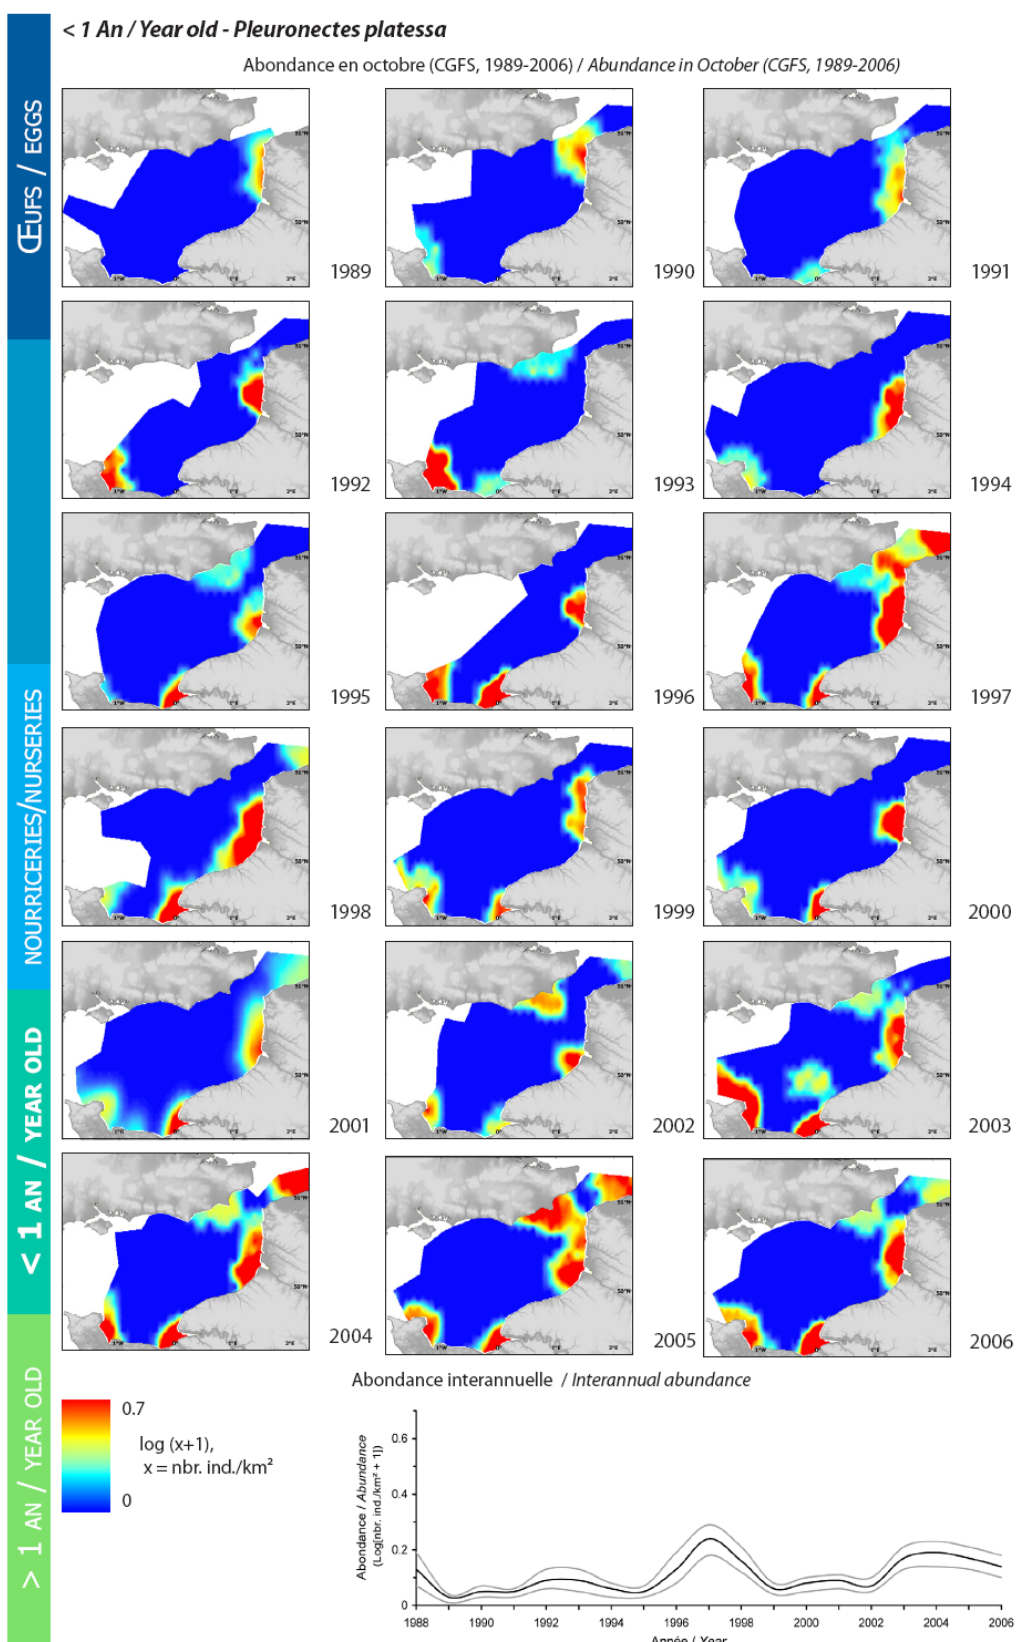 < 1 An / Year old - Pleuronectes platessa
Abondance en octobre (CGFS, 1989-2006) / Abundance in October (CGFS, 1989-2006)
ŒUFS / EGGS
NOURRICERIES/NURSERIES
< 1 AN / YEAR OLD
> 1 AN / YEAR OLD
1989
1990
1991
1992
1993
1994
1995
1996
1997
1998
1999
2000
2001
2002
2003
2004
2005
2006
Abondance interannuelle / Interannual abundance
0.7
log (x+1),
x = nbr. ind./km²
0
Abondance / Abundance
(Log[nbr. ind./km² + 1])
0.6
0.4
0.2
0
1988 1990 1992 1994 1996 1998 2000 2002 2004 2006
Année / Year